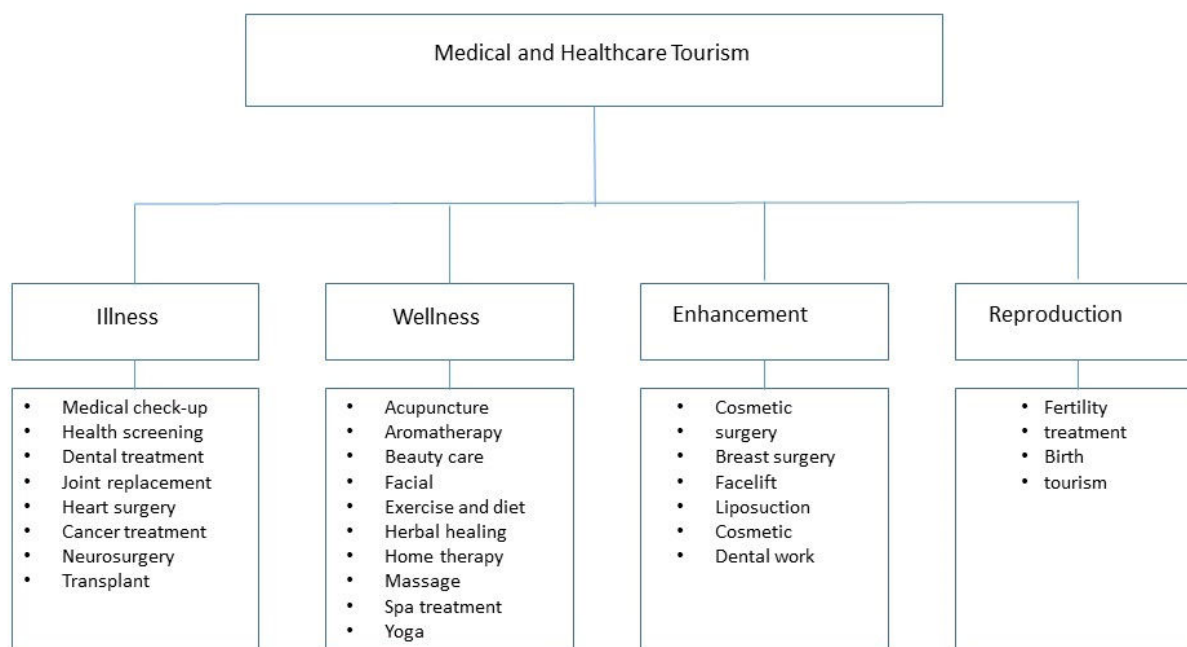 Medical and Healthcare Tourism
Illness
• Medical check-up
• Health screening
• Dental treatment
• Joint replacement
• Heart surgery
• Cancer treatment
• Neurosurgery
• Transplant
Wellness
• Acupuncture
• Aromatherapy
• Beauty care
• Facial
• Exercise and diet
• Herbal healing
• Home therapy
• Massage
• Spa treatment
• Yoga
Enhancement
• Cosmetic
• surgery
• Breast surgery
• Facelift
• Liposuction
• Cosmetic
• Dental work
Reproduction
• Fertility
• treatment
• Birth
• tourism